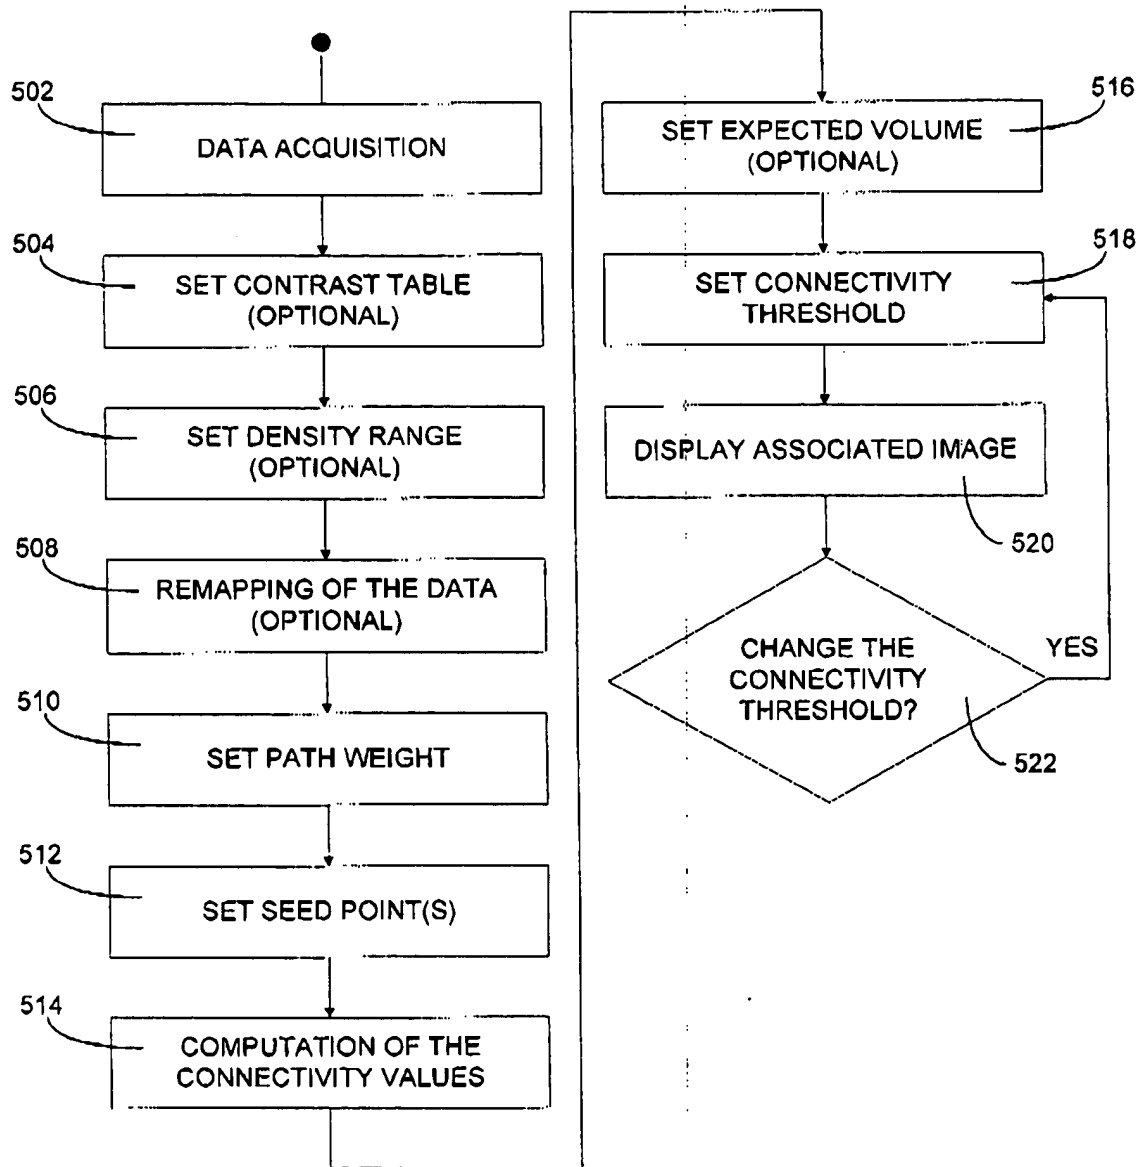 502
DATA ACQUISITION
504
SET CONTRAST TABLE
(OPTIONAL)
506
SET DENSITY RANGE
(OPTIONAL)
508
REMAPPING OF THE DATA
(OPTIONAL)
510
SET PATH WEIGHT
512
SET SEED POINT(S)
514
COMPUTATION OF THE
CONNECTIVITY VALUES
516
SET EXPECTED VOLUME
(OPTIONAL)
518
SET CONNECTIVITY
THRESHOLD
DISPLAY ASSOCIATED IMAGE
520
CHANGE THE
CONNECTIVITY
THRESHOLD?
YES
522